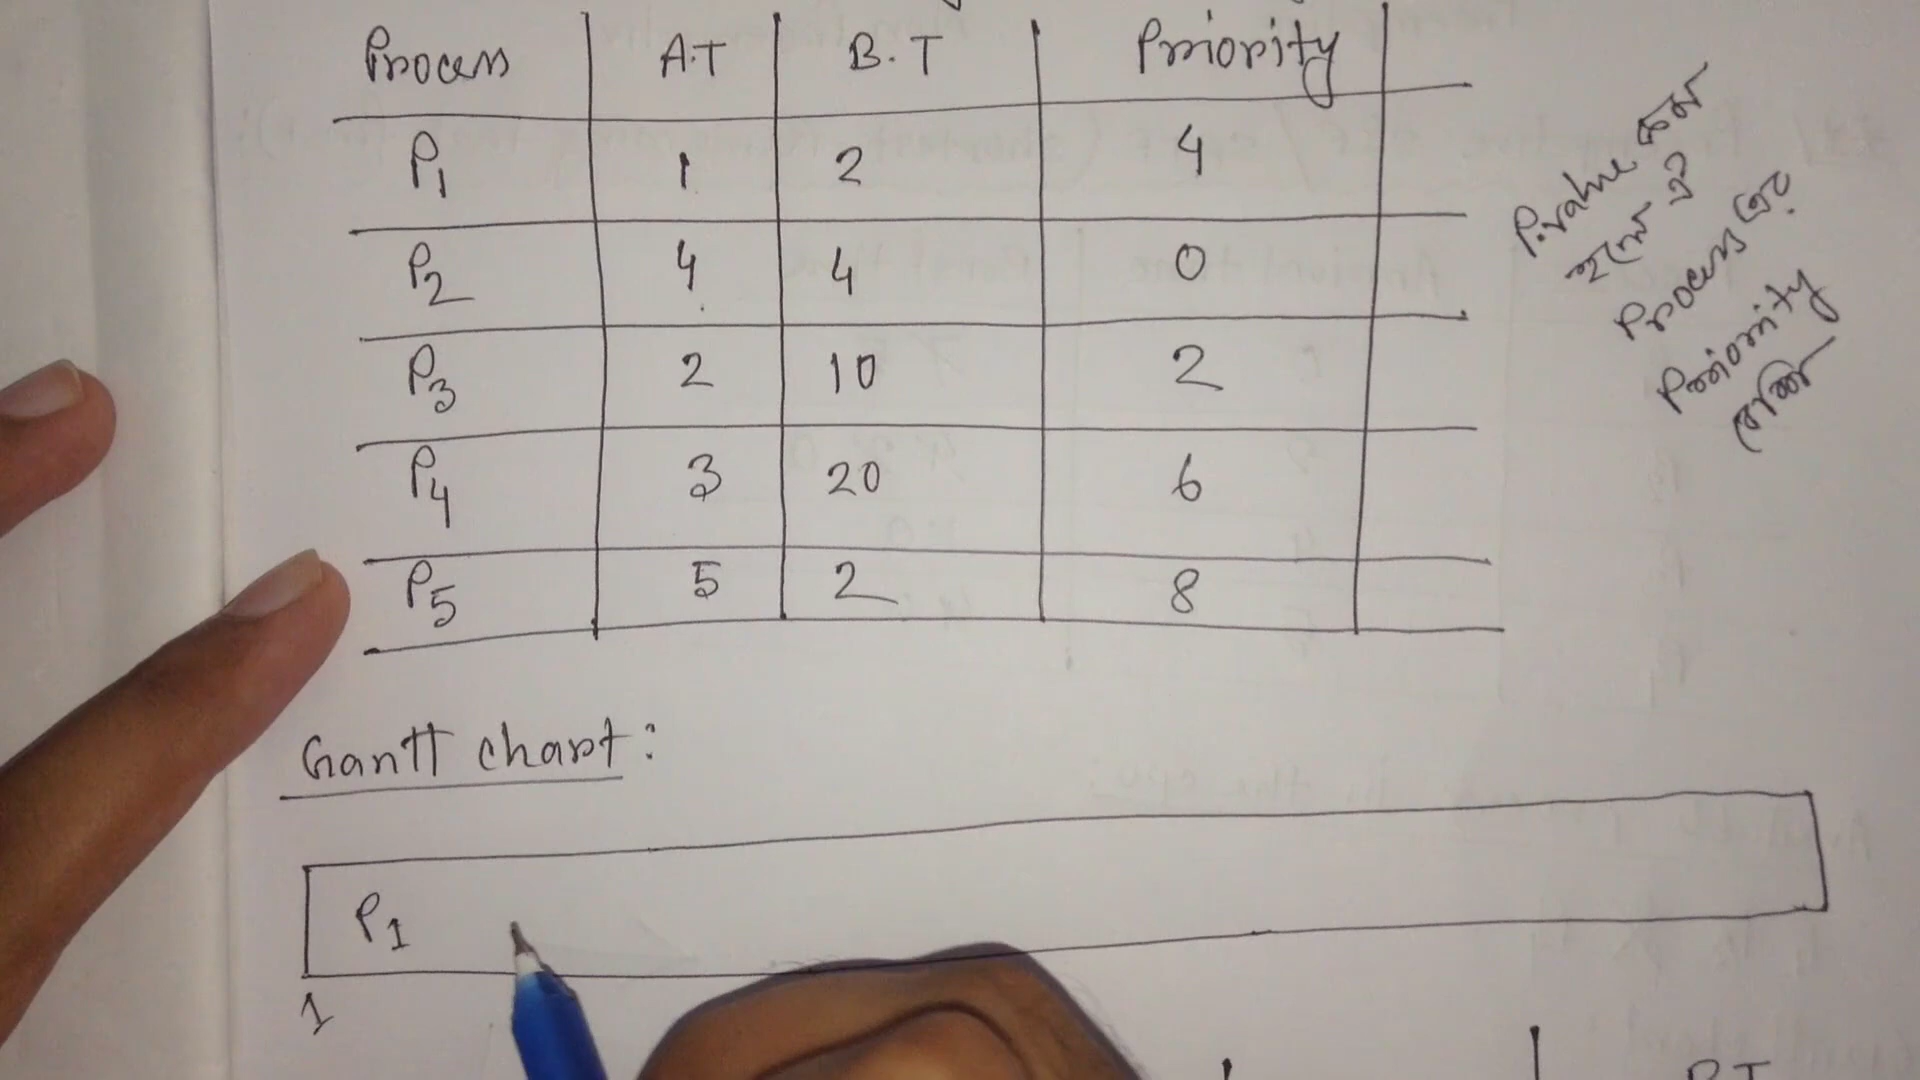 Process A.T B.T Priority
P1 1 2 4
P2 4 4 0
P3 2 10 2
P4 3 20 6
P5 5 2 8
P.value কম
হলে ঐ
Process এর
Priority
বেশি
Gantt chart:
P1
1
BT